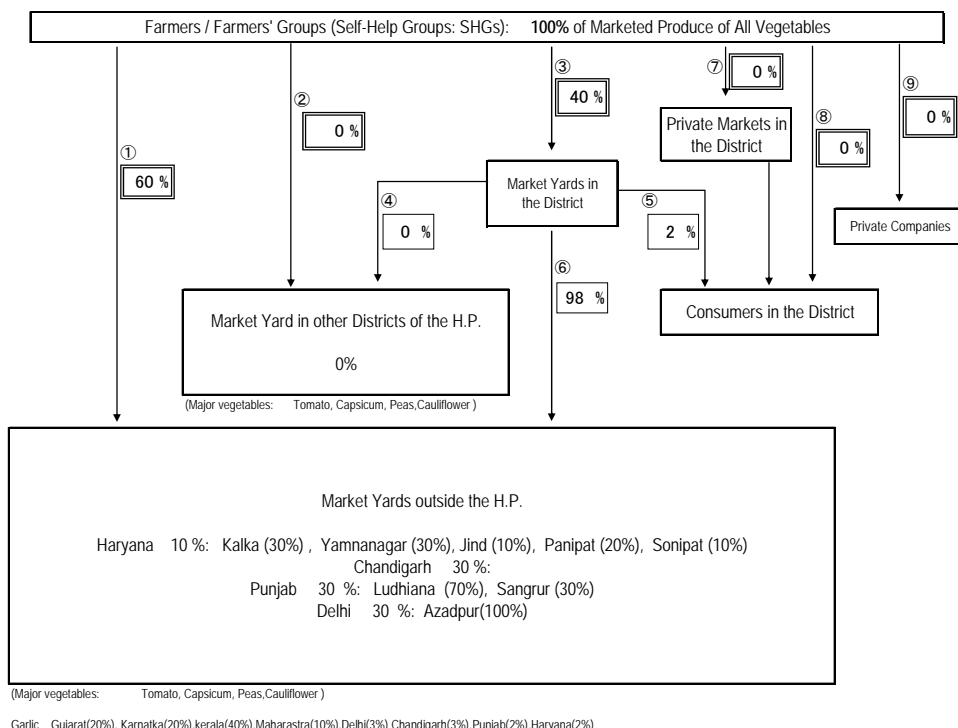 Farmers / Farmers' Groups (Self-Help Groups: SHGs): 100% of Marketed Produce of All Vegetables
① 60 %
② 0 %
③ 40 %
⑦ 0 %
⑧ 0 %
⑨ 0 %
Private Markets in
the District
Market Yards in
the District
Private Companies
④ 0 %
⑤ 2 %
⑥ 98 %
Market Yard in other Districts of the H.P.
0%
Consumers in the District
(Major vegetables: Tomato, Capsicum, Peas,Cauliflower )
Market Yards outside the H.P.
Haryana 10 %: Kalka (30%) , Yamnanagar (30%), Jind (10%), Panipat (20%), Sonipat (10%)
Chandigarh 30 %:
Punjab 30 %: Ludhiana (70%), Sangrur (30%)
Delhi 30 %: Azadpur(100%)
(Major vegetables: Tomato, Capsicum, Peas,Cauliflower )
Garlic Gujarat(20%), Karnatka(20%),kerala(40%),Maharastra(10%),Delhi(3%),Chandigarh(3%),Punjab(2%),Haryana(2%)